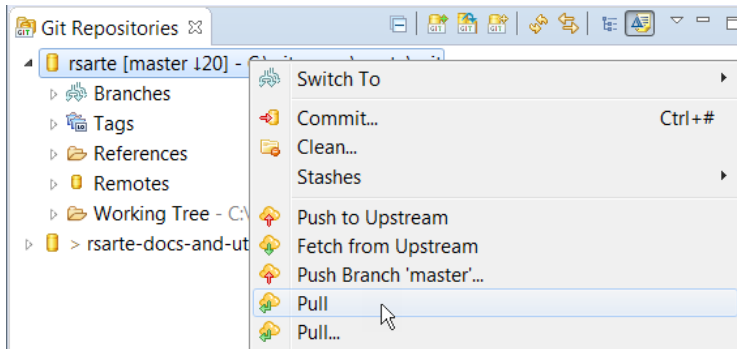 Git Repositories
rsarte [master ↓20] -
Branches
Tags
References
Remotes
Working Tree - C:\
> rsarte-docs-and-ut
Switch To
Commit... Ctrl+#
Clean...
Stashes
Push to Upstream
Fetch from Upstream
Push Branch 'master'...
Pull
Pull...